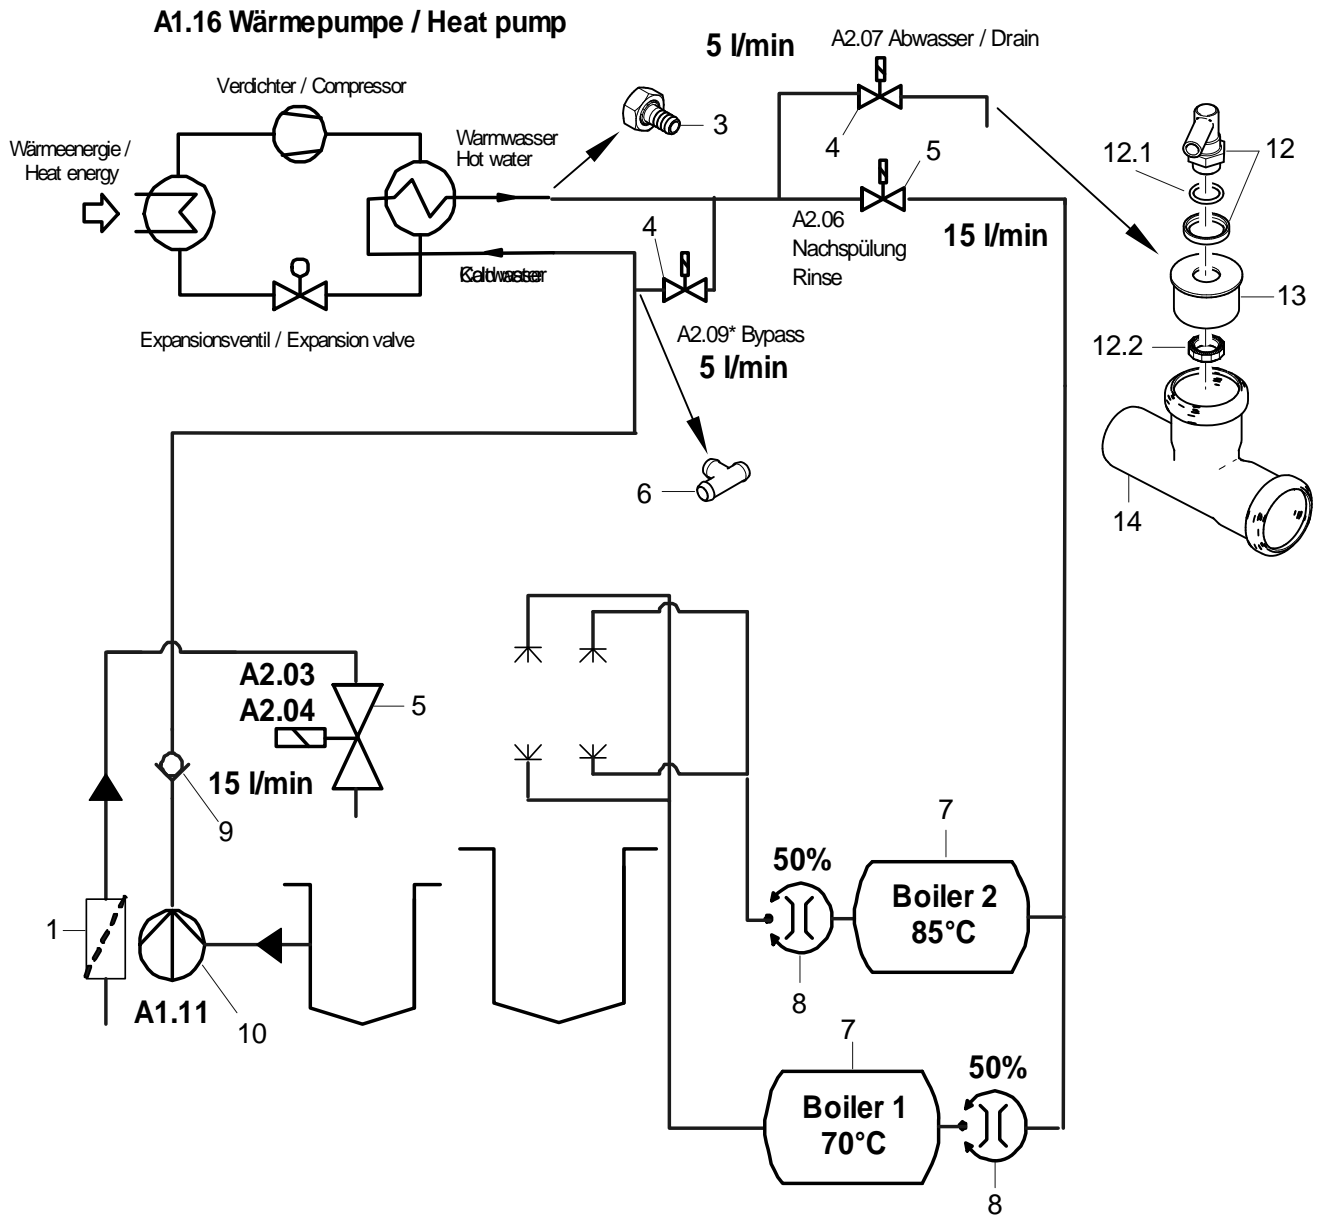 A1.16 Wärmepumpe / Heat pump
5 l/min
A2.07 Abwasser / Drain
Verdichter / Compressor
3
4
5
12.1
12
Wärmeenergie /
Heat energy
Warmwasser
Hot water
A2.06
Nachspülung
Rinse
15 l/min
4
13
Expansionsventil / Expansion valve
A2.09* Bypass
5 l/min
12.2
6
14
A2.03
A2.04
5
15 l/min
9
7
50%
Boiler 2
85°C
1
8
A1.11
10
7
50%
Boiler 1
70°C
8